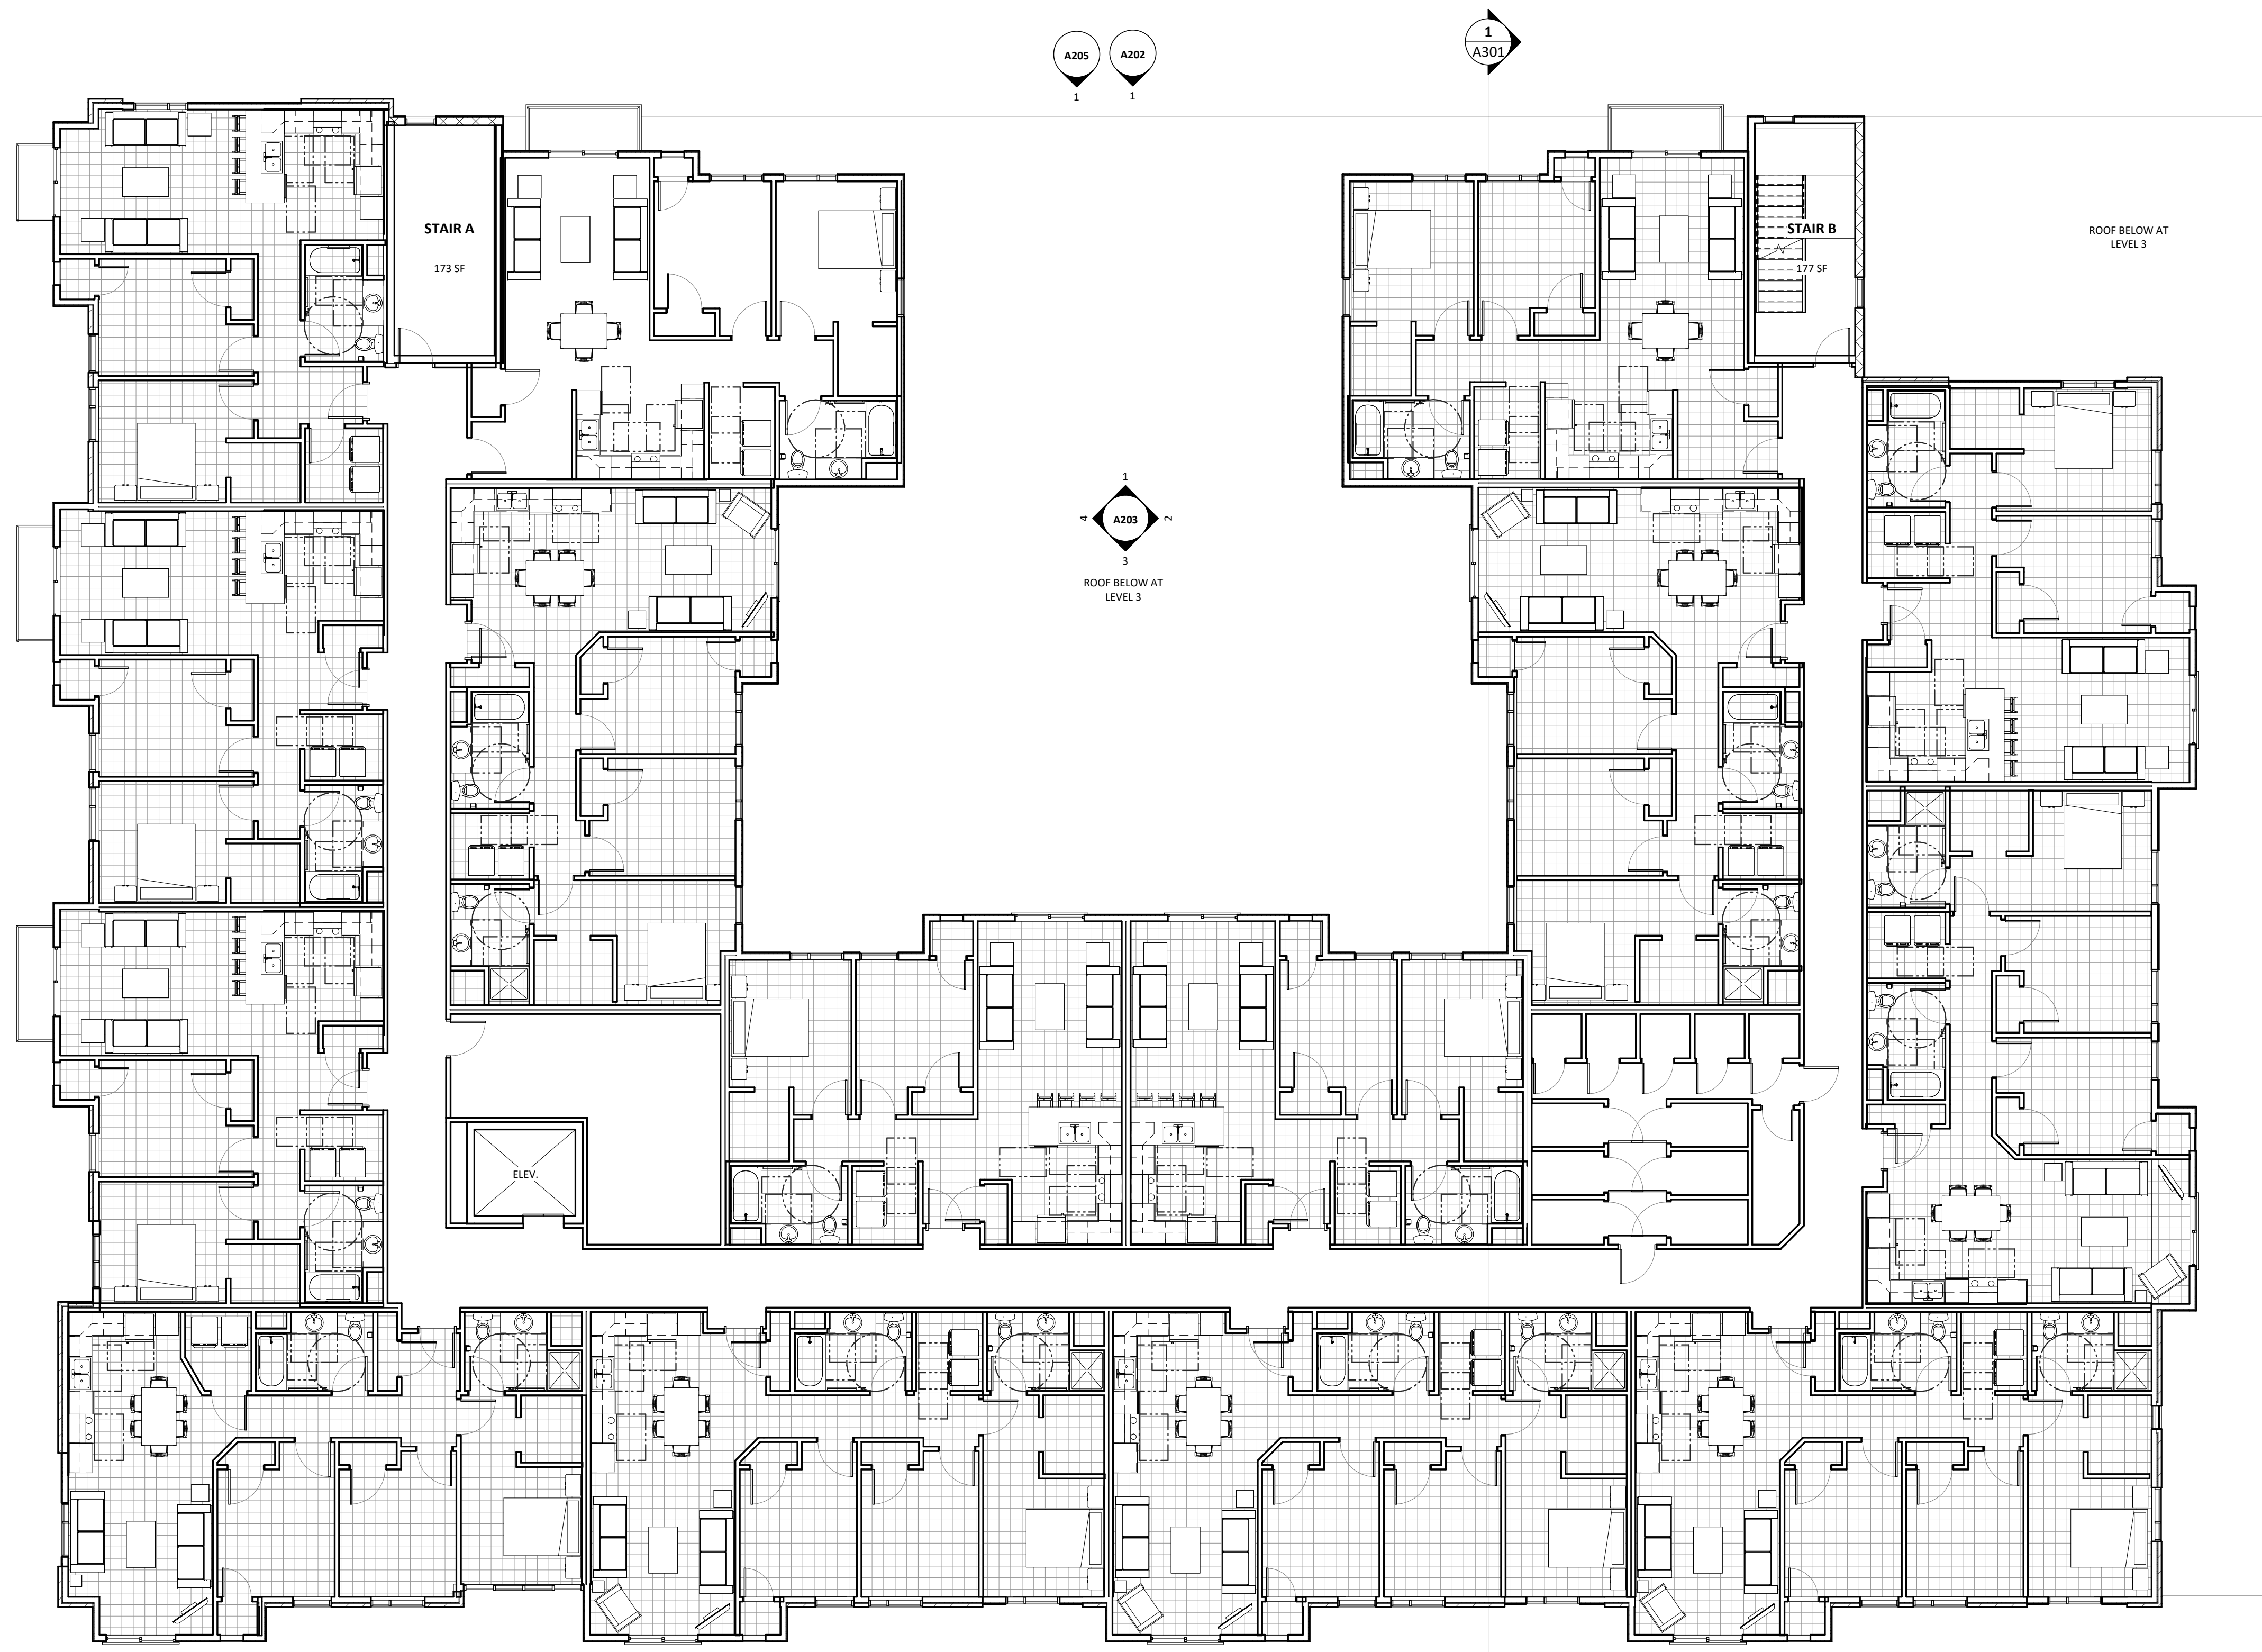 1
A301
A205
A202
1
1
STAIR A
173 SF
STAIR B
177 SF
ROOF BELOW AT
LEVEL 3
1
4
A203
2
3
ROOF BELOW AT
LEVEL 3
ELEV.